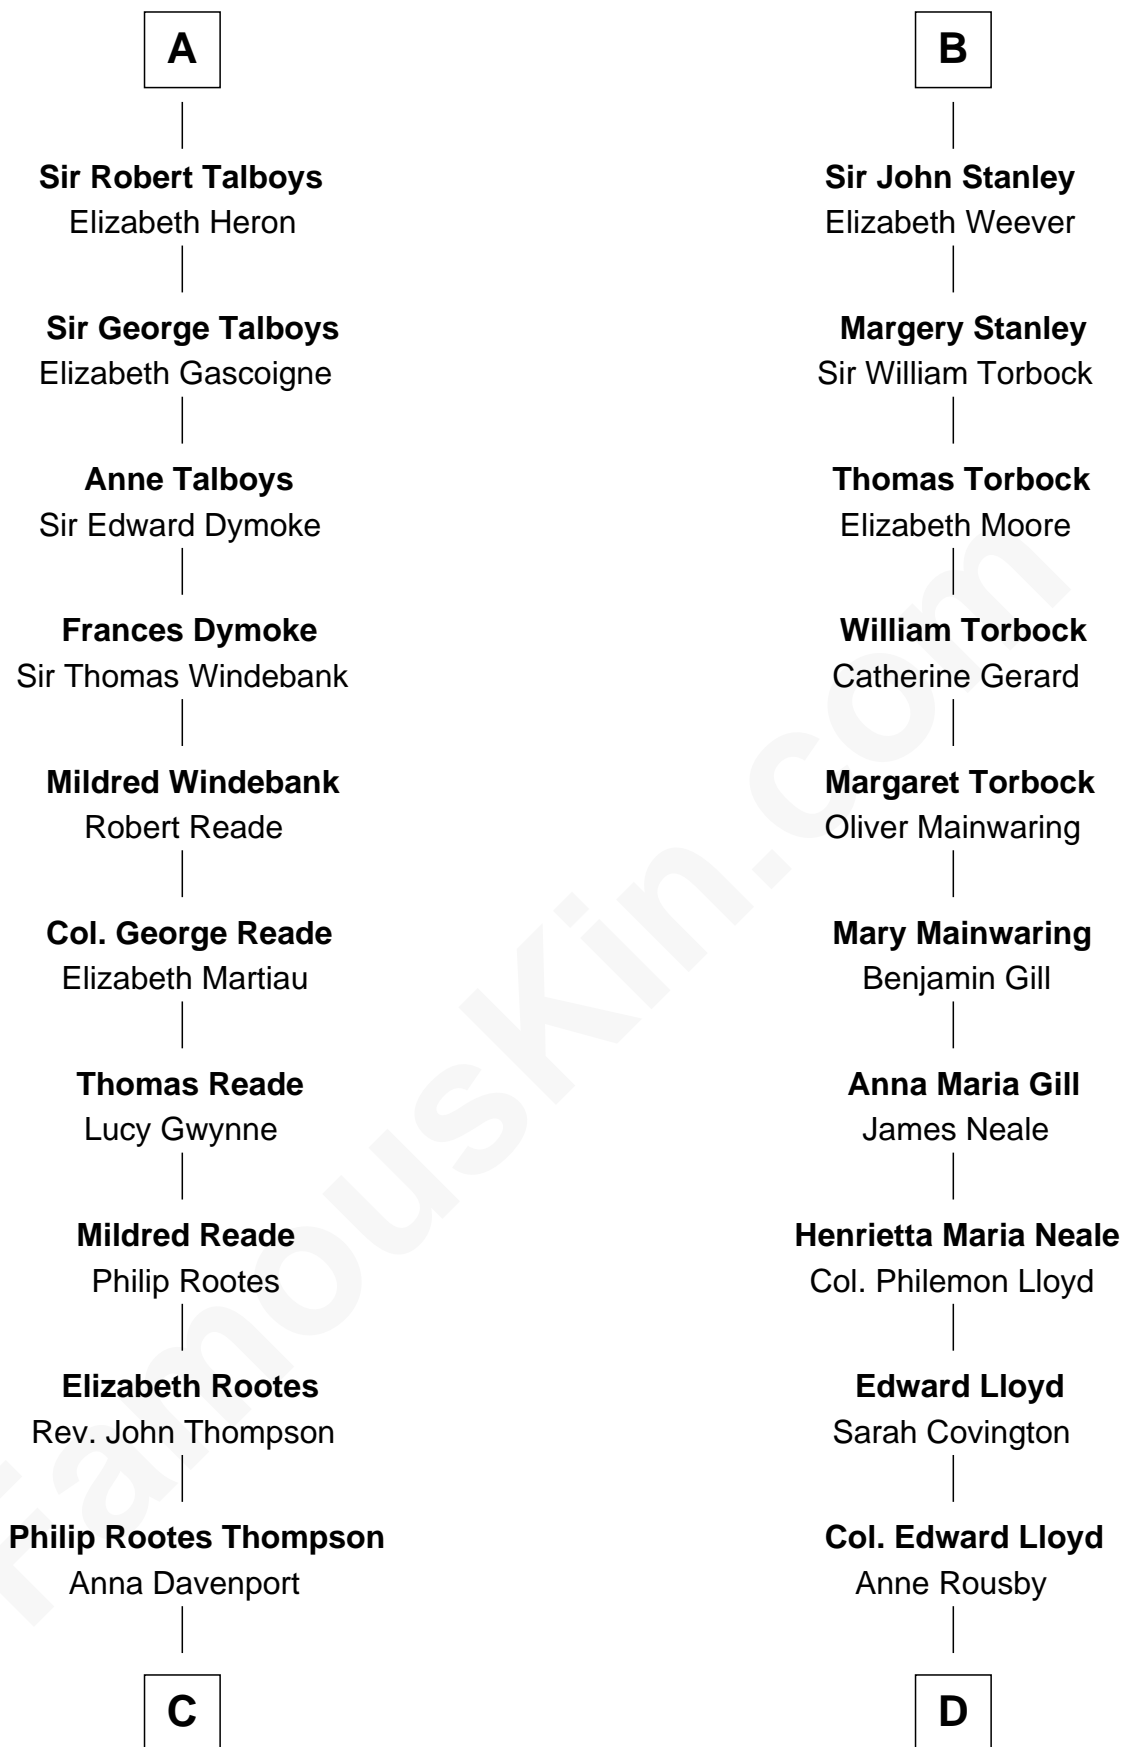 A
Sir Robert Talboys
Elizabeth Heron
Sir George Talboys
Elizabeth Gascoigne
Anne Talboys
Sir Edward Dymoke
Frances Dymoke
Sir Thomas Windebank
Mildred Windebank
Robert Reade
Col. George Reade
Elizabeth Martiau
Thomas Reade
Lucy Gwynne
Mildred Reade
Philip Rootes
Elizabeth Rootes
Rev. John Thompson
Philip Rootes Thompson
Anna Davenport
C
B
Sir John Stanley
Elizabeth Weever
Margery Stanley
Sir William Torbock
Thomas Torbock
Elizabeth Moore
William Torbock
Catherine Gerard
Margaret Torbock
Oliver Mainwaring
Mary Mainwaring
Benjamin Gill
Anna Maria Gill
James Neale
Henrietta Maria Neale
Col. Philemon Lloyd
Edward Lloyd
Sarah Covington
Col. Edward Lloyd
Anne Rousby
D
FamousKin.com